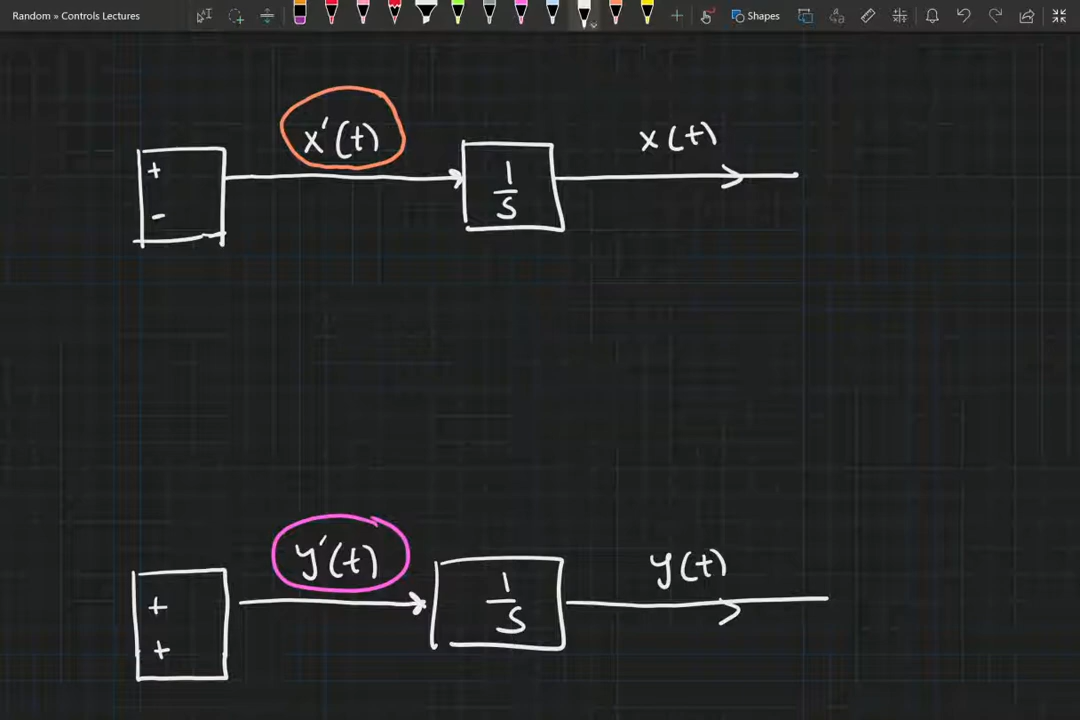 Random » Controls Lectures
Shapes
x'(t)
x(t)
+
-
1
s
y'(t)
y(t)
+
+
1
s